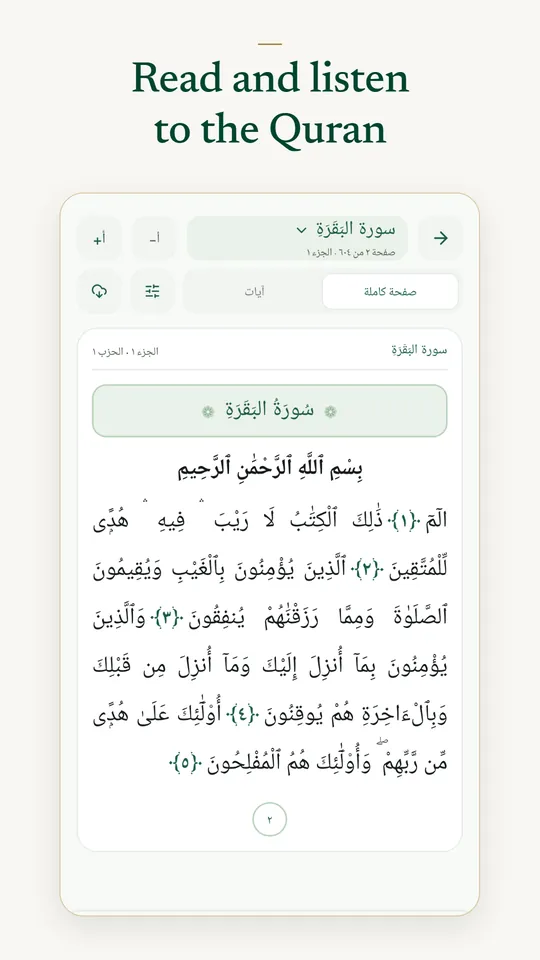 Read and listen
to the Quran
سورة البَقَرَةِ
صفحة ٢ من ٦٠٤ · الجزء ١
أ−
أ+
صفحة كاملة
آيات
سورة البَقَرَةِ
الجزء ١ · الحزب ١
سُورَةُ البَقَرَةِ
بِسْمِ ٱللَّهِ ٱلرَّحْمَٰنِ ٱلرَّحِيمِ
الٓمٓ ﴿١﴾ ذَٰلِكَ ٱلْكِتَٰبُ لَا رَيْبَ ۛ فِيهِ ۛ هُدًۭى
لِّلْمُتَّقِينَ ﴿٢﴾ ٱلَّذِينَ يُؤْمِنُونَ بِٱلْغَيْبِ وَيُقِيمُونَ
ٱلصَّلَوٰةَ وَمِمَّا رَزَقْنَٰهُمْ يُنفِقُونَ ﴿٣﴾ وَٱلَّذِينَ
يُؤْمِنُونَ بِمَآ أُنزِلَ إِلَيْكَ وَمَآ أُنزِلَ مِن قَبْلِكَ
وَبِٱلْءَاخِرَةِ هُمْ يُوقِنُونَ ﴿٤﴾ أُو۟لَٰٓئِكَ عَلَىٰ هُدًۭى
مِّن رَّبِّهِمْ ۖ وَأُو۟لَٰٓئِكَ هُمُ ٱلْمُفْلِحُونَ ﴿٥﴾
٢